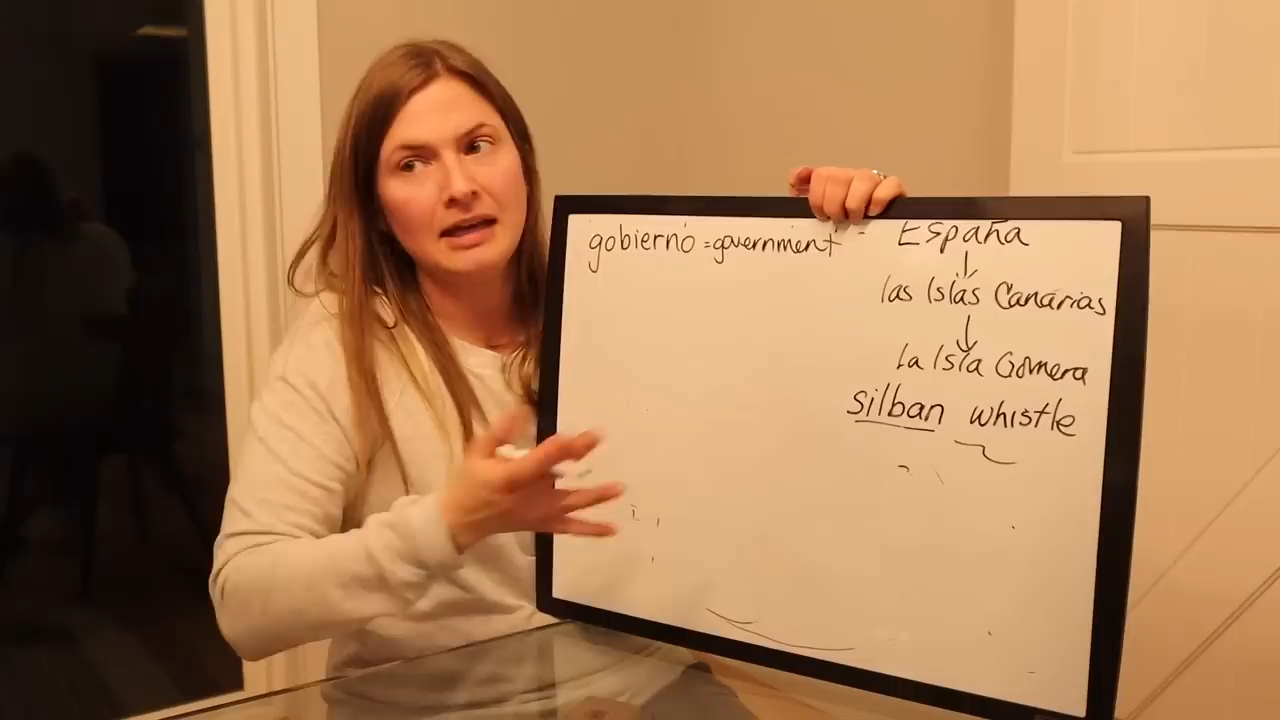 gobierno = government
España
↓
las Islas Canarias
↓
la Isla Gomera
silban whistle